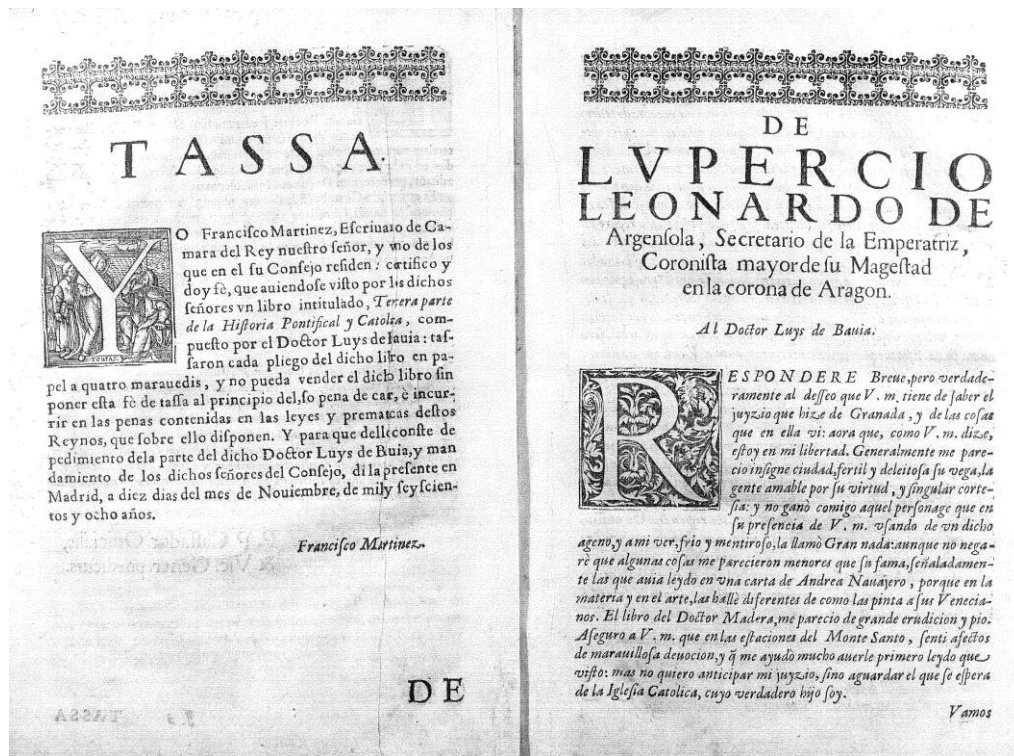 TASSA.
YO Francisco Martinez, Escriuaio de Ca-
mara del Rey nuestro señor, y vno de los
que en el su Consejo residen: certifico y
doy fè, que auiendose visto por los dichos
señores vn libro intitulado, Tercera parte
de la Historia Pontifical y Catolica, com-
puesto por el Doctor Luys de Bauia: tas-
saron cada pliego del dicho libro en pa-
pel a quatro marauedis, y no pueda vender el dicho libro sin
poner esta fè de tassa al principio del, so pena de caer, è incur-
rir en las penas contenidas en las leyes y prematicas destos
Reynos, que sobre ello disponen. Y para que dello conste de
pedimiento de la parte del dicho Doctor Luys de Bauia, y man
damiento de los dichos señores del Consejo, di la presente en
Madrid, a diez dias del mes de Nouiembre, de mil y seyscien-
tos y ocho años.
Francisco Martinez.
DE
DE
LVPERCIO
LEONARDO DE
Argensola, Secretario de la Emperatriz,
Coronista mayor de su Magestad
en la corona de Aragon.
Al Doctor Luys de Bauia.
RESPONDERE Breue, pero verdade-
ramente al desseo que V. m. tiene de saber el
juyzio que hize de Granada, y de las cosas
que en ella vi: aora que, como V. m. dize,
estoy en mi libertad. Generalmente me pare-
cio insigne ciudad, fertil y deleitosa su vega, la
gente amable por su virtud, y singular corte-
sia: y no ganò comigo aquel personage que en
su presencia de V. m. vsando de vn dicho
ageno, y a mi ver, frio y mentiroso, la llamò Gran nada: aunque no nega-
rè que algunas cosas me parecieron menores que su fama, señaladamen-
te las que auia leydo en vna carta de Andrea Nauajero, porque en la
materia y en el arte, las hallè diferentes de como las pinta a sus Venecia-
nos. El libro del Doctor Madera, me parecio de grande erudicion y pio.
Aseguro a V. m. que en las estaciones del Monte Santo, senti afectos
de marauillosa deuocion, y q̃ me ayudò mucho auerle primero leydo que
visto: mas no quiero anticipar mi juyzio, sino aguardar el que se espera
de la Iglesia Catolica, cuyo verdadero hijo soy.
Vamos